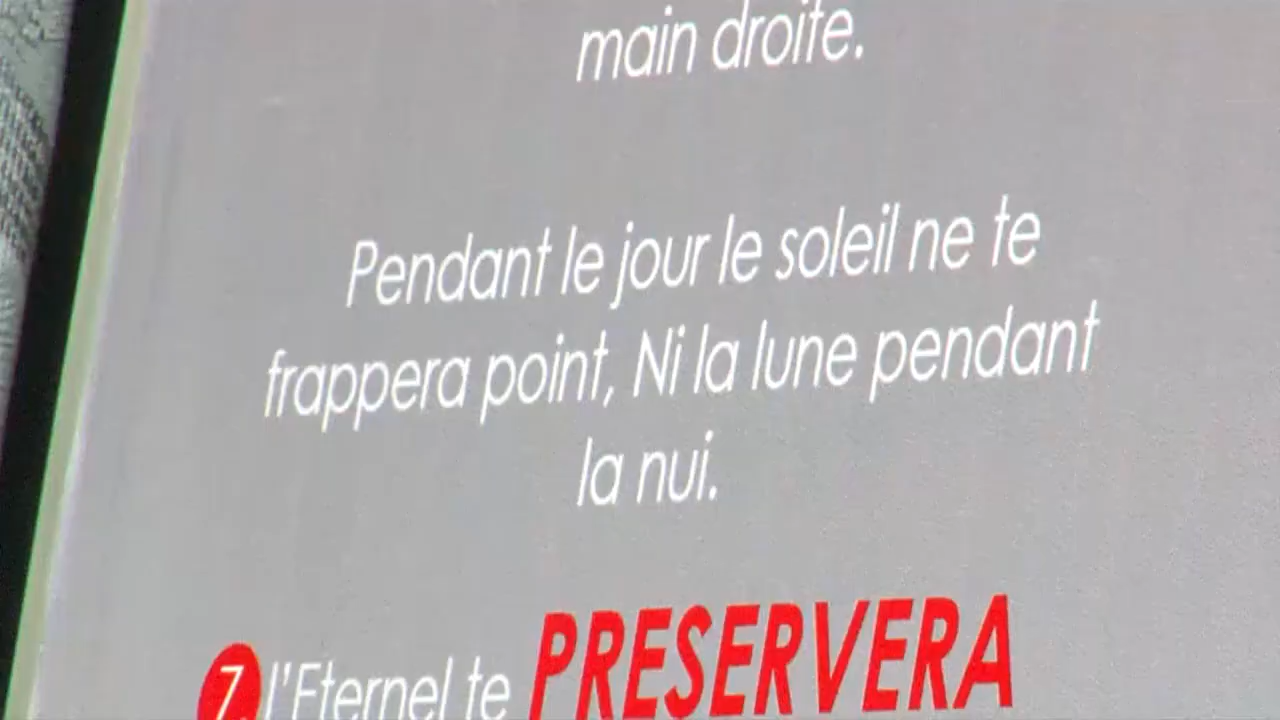 main droite.
Pendant le jour le soleil ne te
frappera point, Ni la lune pendant
la nui.
7. l'Eternel te PRESERVERA